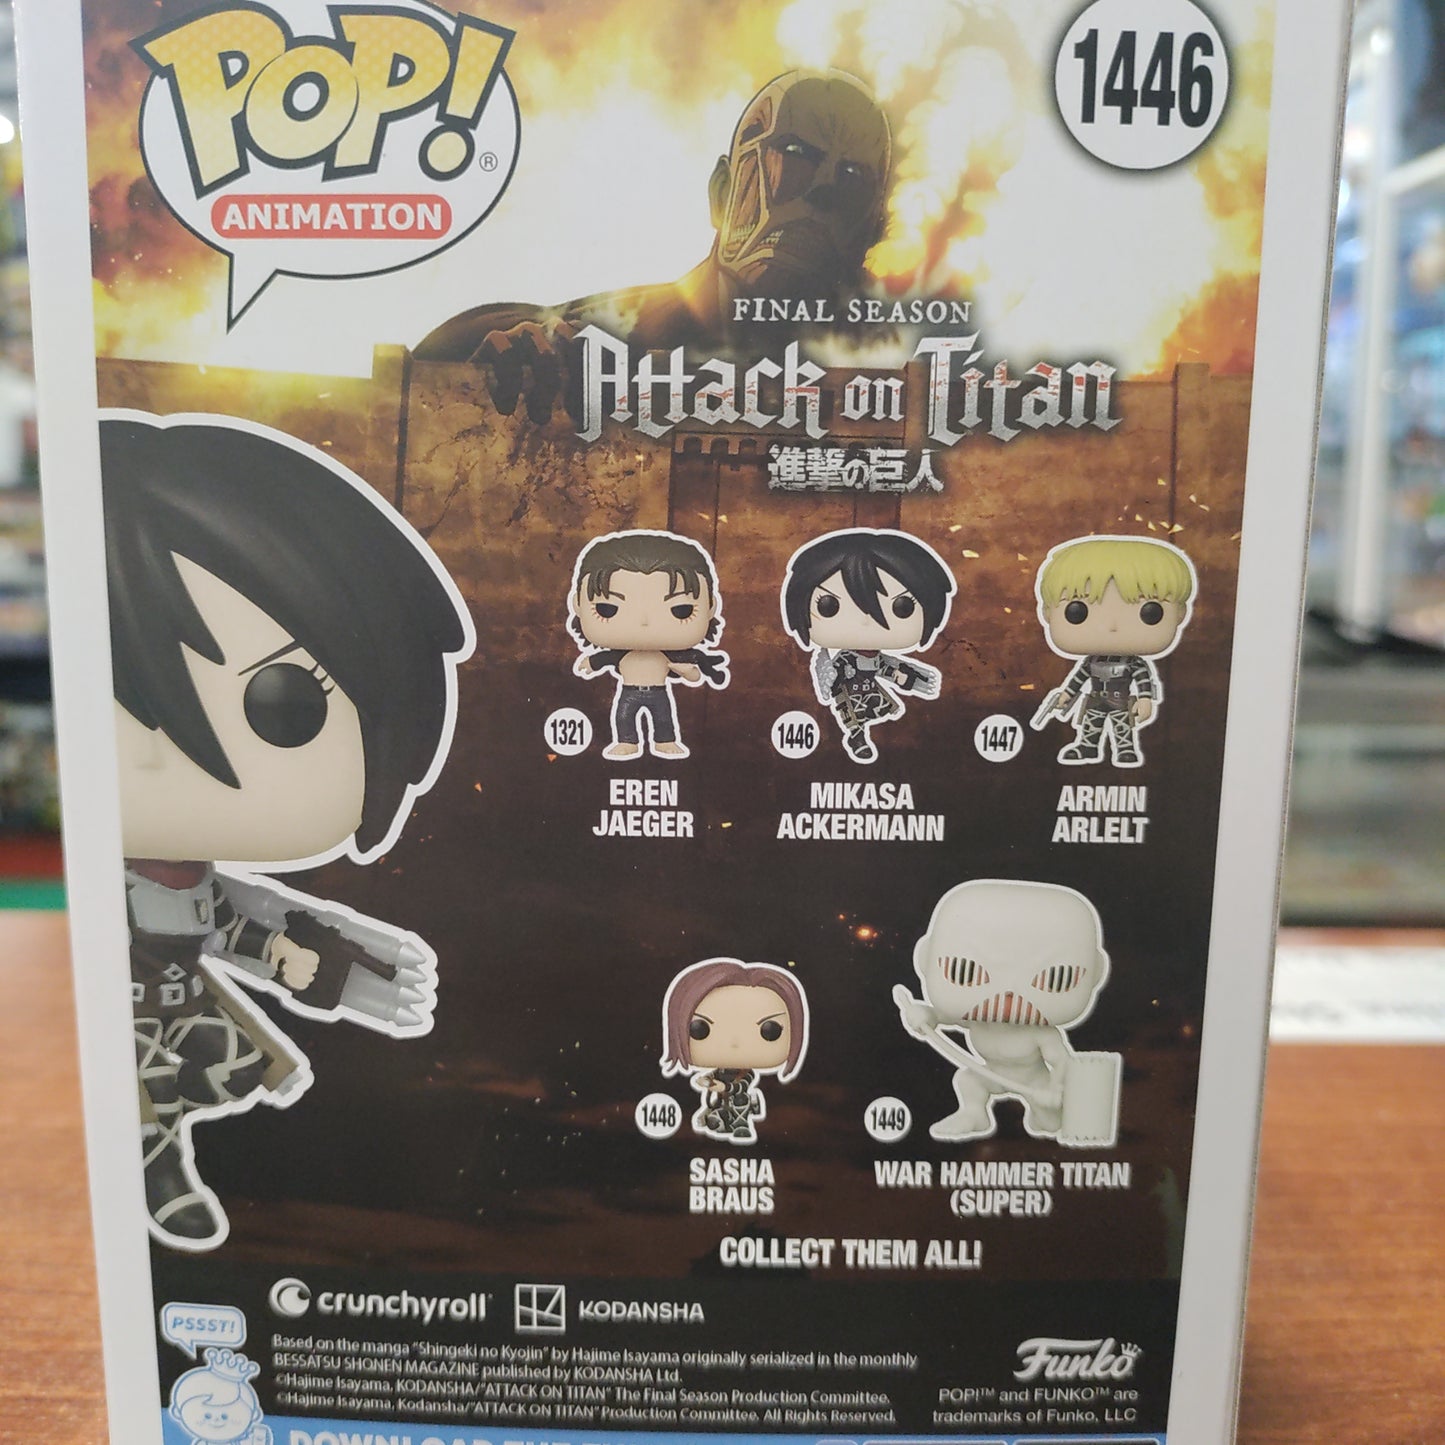 POP!®
ANIMATION
1446
FINAL SEASON
Attack on Titan
進撃の巨人
1321
EREN
JAEGER
1446
MIKASA
ACKERMANN
1447
ARMIN
ARLELT
1448
SASHA
BRAUS
1449
WAR HAMMER TITAN
(SUPER)
COLLECT THEM ALL!
crunchyroll
KODANSHA
PSSST!
Based on the manga "Shingeki no Kyojin" by Hajime Isayama originally serialized in the monthly
BESSATSU SHONEN MAGAZINE published by KODANSHA Ltd.
©Hajime Isayama, KODANSHA/"ATTACK ON TITAN" The Final Season Production Committee.
©Hajime Isayama, Kodansha/"ATTACK ON TITAN" Production Committee. All Rights Reserved.
Funko
POP!™ and FUNKO™ are
trademarks of Funko, LLC
DOWNLOAD THE